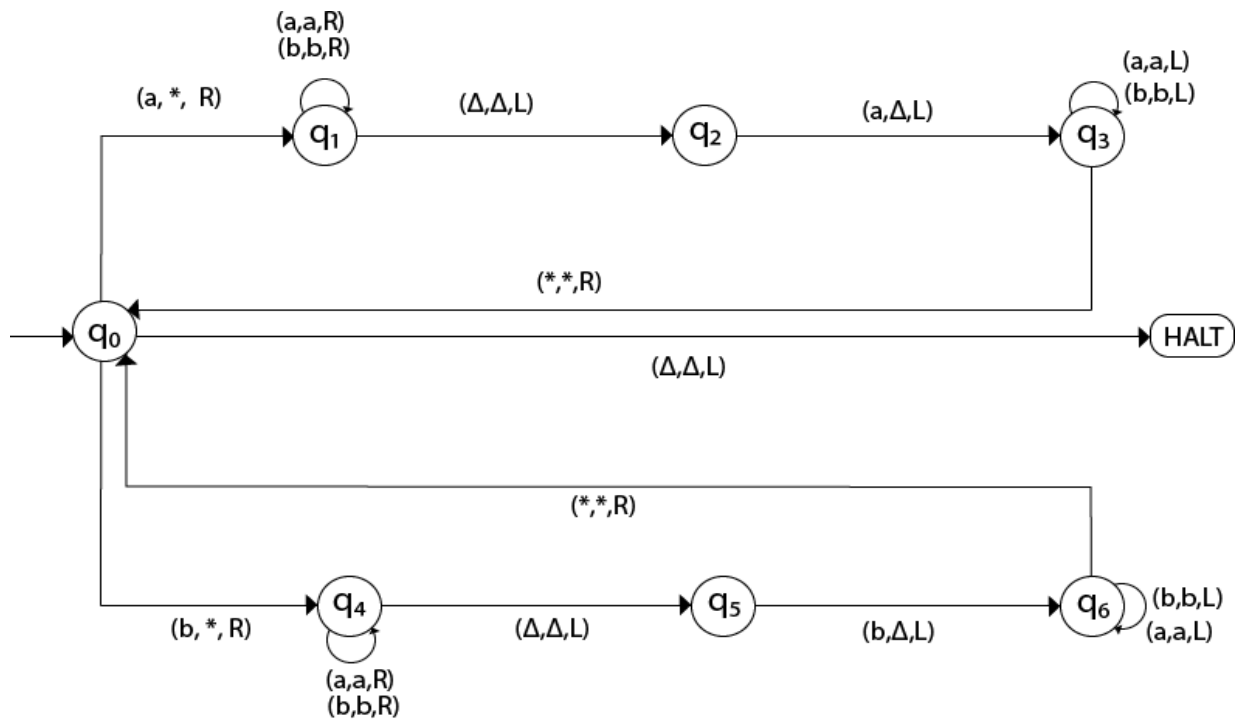 (a,a,R)
(b,b,R)
(a,a,L)
(b,b,L)
(a, *, R)
(Δ,Δ,L)
(a,Δ,L)
q₁
q₂
q₃
(*,*,R)
q₀
HALT
(Δ,Δ,L)
(*,*,R)
q₄
q₅
q₆
(b,b,L)
(a,a,L)
(b, *, R)
(Δ,Δ,L)
(b,Δ,L)
(a,a,R)
(b,b,R)